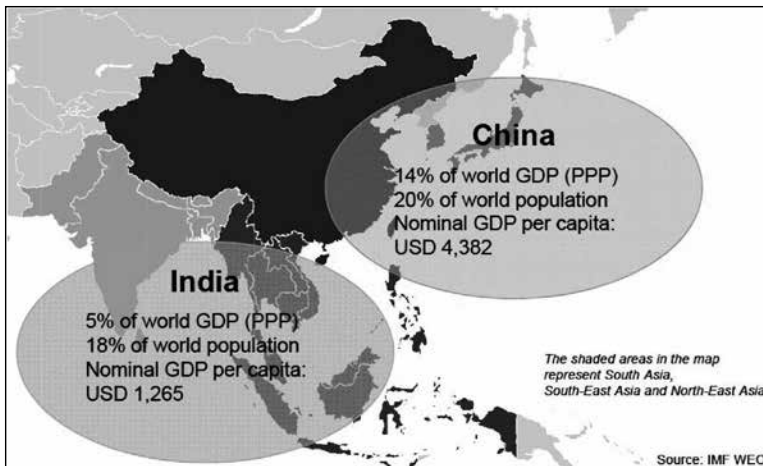 China
14% of world GDP (PPP)
20% of world population
Nominal GDP per capita:
USD 4,382
India
5% of world GDP (PPP)
18% of world population
Nominal GDP per capita:
USD 1,265
The shaded areas in the map
represent South Asia,
South-East Asia and North-East Asia
Source: IMF WEO